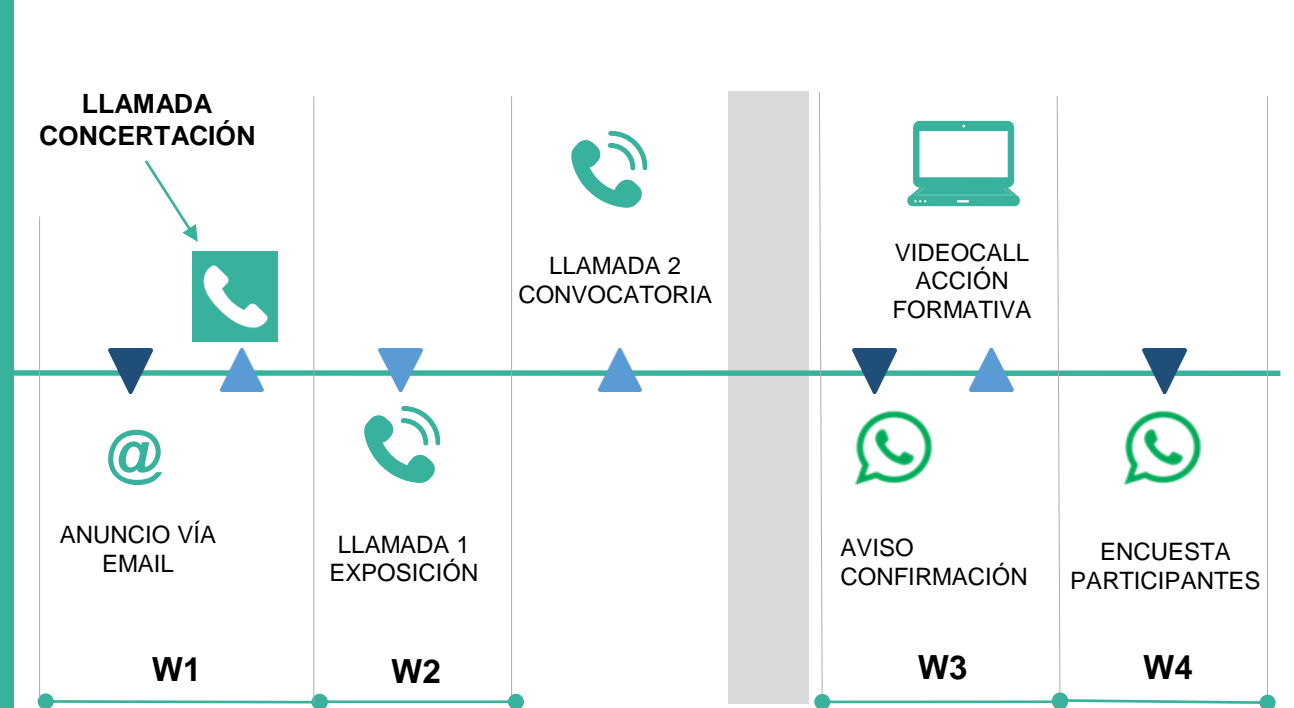 LLAMADA
CONCERTACIÓN
LLAMADA 2
CONVOCATORIA
VIDEOCALL
ACCIÓN
FORMATIVA
@
ANUNCIO VÍA
EMAIL
LLAMADA 1
EXPOSICIÓN
AVISO
CONFIRMACIÓN
ENCUESTA
PARTICIPANTES
W1
W2
W3
W4